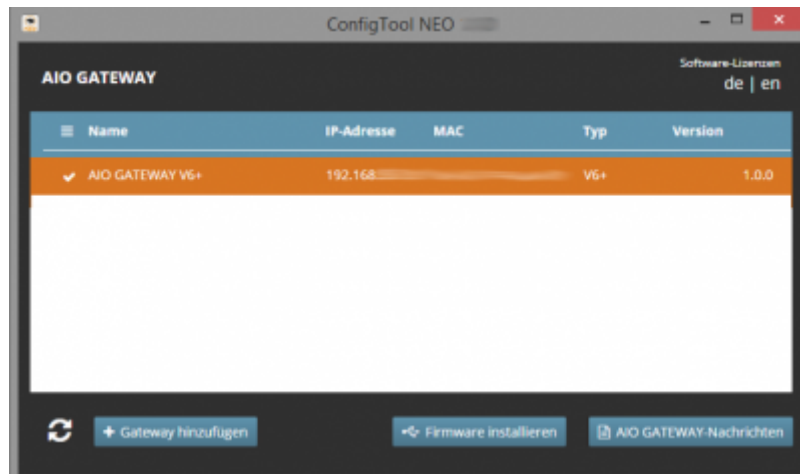 ConfigTool NEO
AIO GATEWAY
Software-Lizenzen
de | en
Name IP-Adresse MAC Typ Version
AIO GATEWAY V6+ 192.168 V6+ 1.0.0
+ Gateway hinzufügen Firmware installieren AIO GATEWAY-Nachrichten